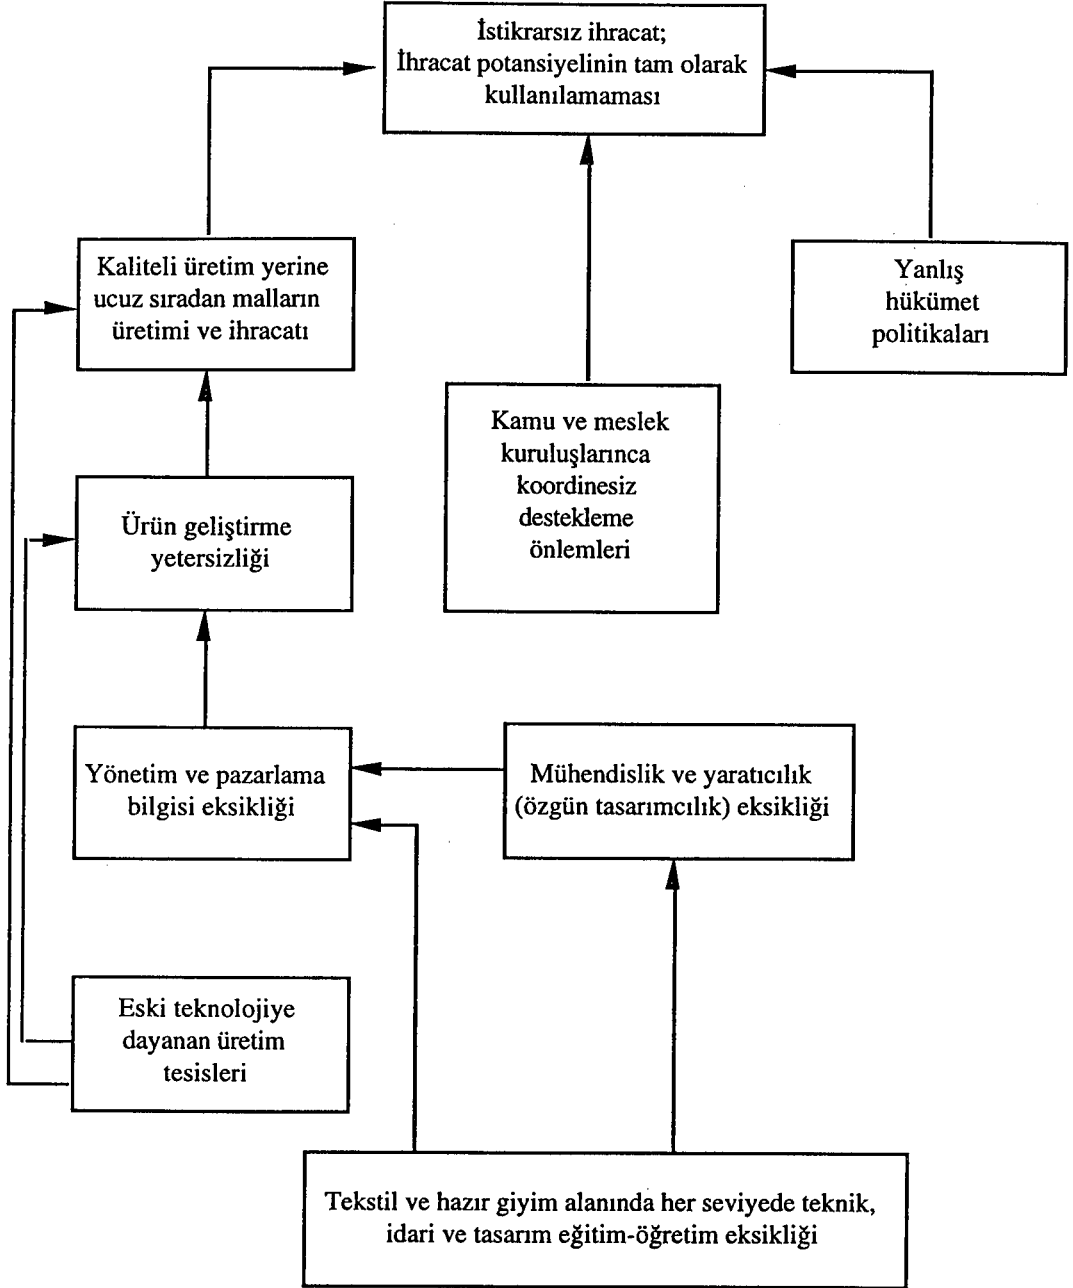 İstikrarsız ihracat;
İhracat potansiyelinin tam olarak
kullanılamaması
Kaliteli üretim yerine
ucuz sıradan malların
üretimi ve ihracatı
Yanlış
hükümet
politikaları
Kamu ve meslek
kuruluşlarınca
koordinesiz
destekleme
önlemleri
Ürün geliştirme
yetersizliği
Yönetim ve pazarlama
bilgisi eksikliği
Mühendislik ve yaratıcılık
(özgün tasarımcılık) eksikliği
Eski teknolojiye
dayanan üretim
tesisleri
Tekstil ve hazır giyim alanında her seviyede teknik,
idari ve tasarım eğitim-öğretim eksikliği